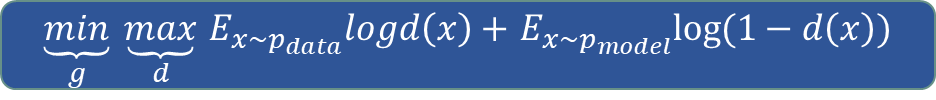 min max E_{x~p_{data}} logd(x) + E_{x~p_{model}} log(1 − d(x))
g d